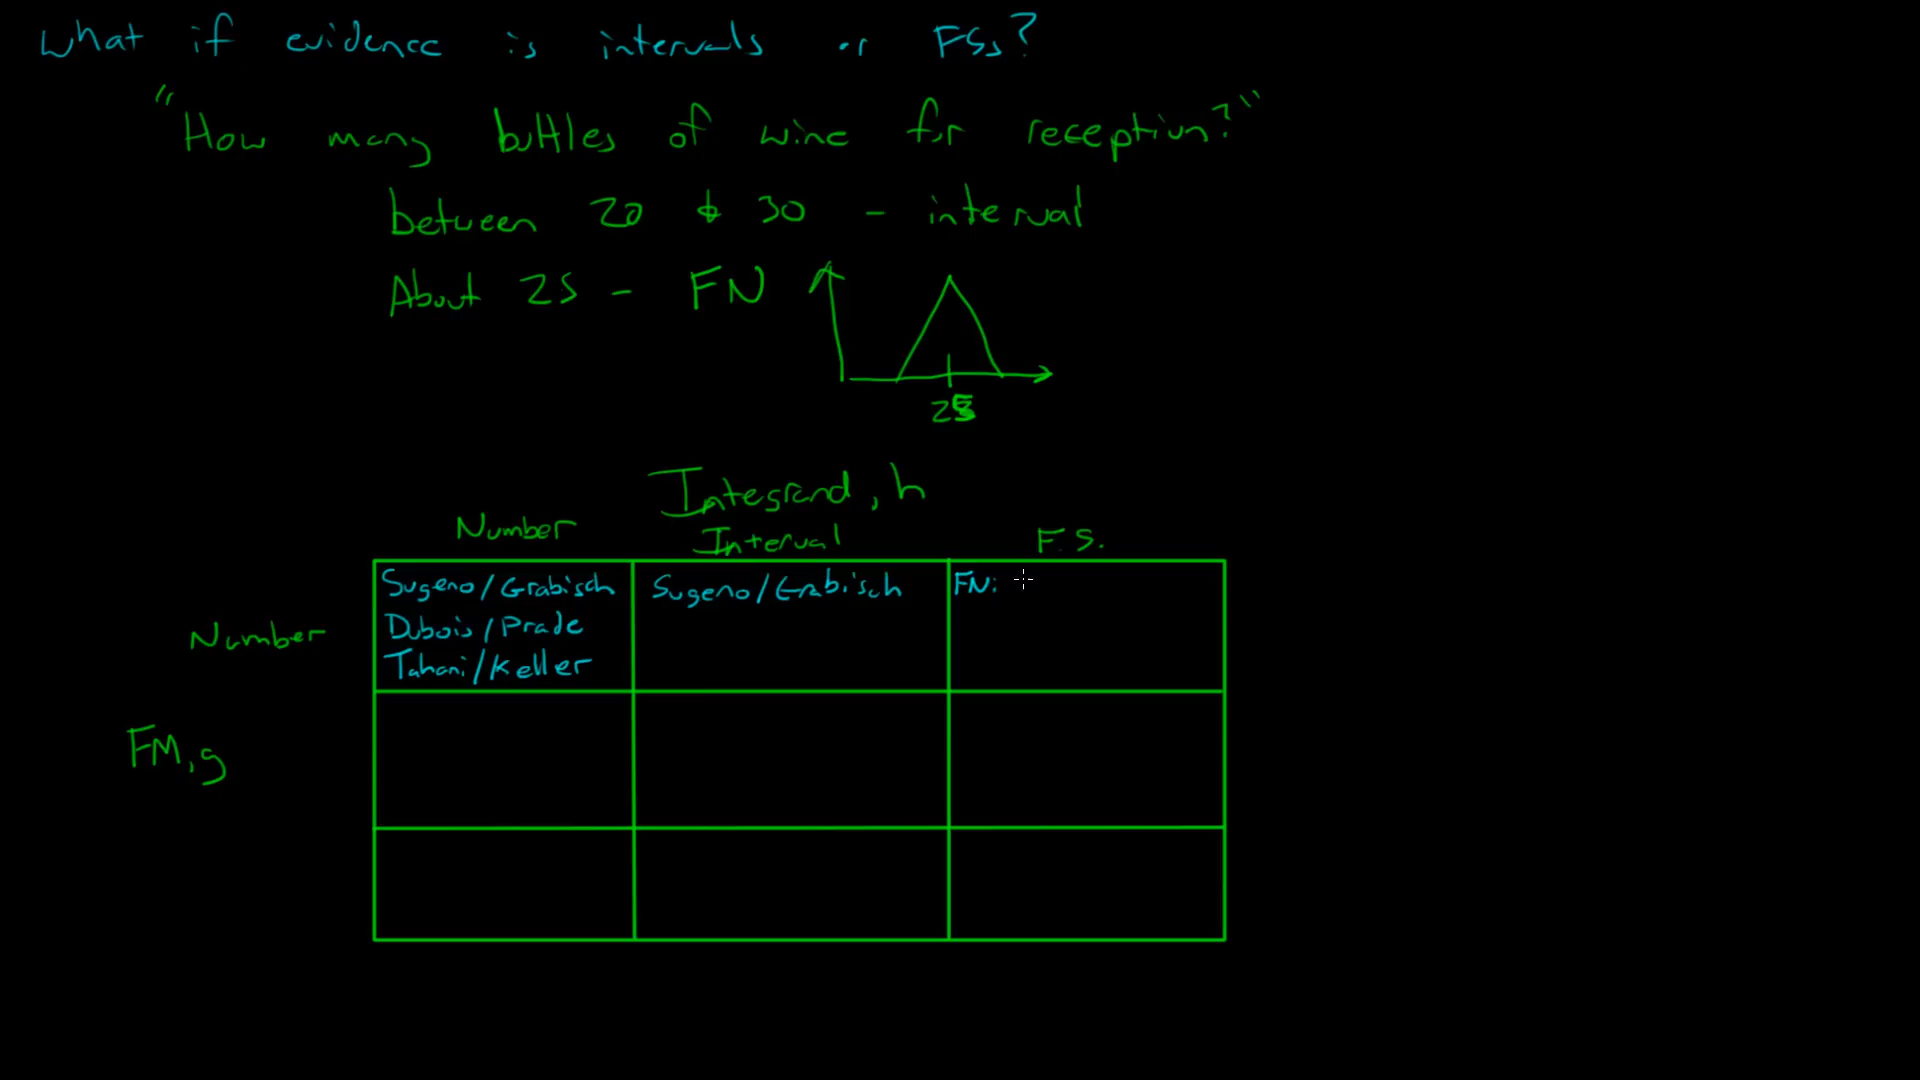 What if evidence is intervals or FSs?
"How many bottles of wine for reception?"
between 20 & 30 - interval
About 25 - FN
25
Integrand, h
Number Interval F.S.
Sugeno/Grabisch Sugeno/Grabisch FN:
Dubois/Prade
Number
Tahani/Keller
FM, g